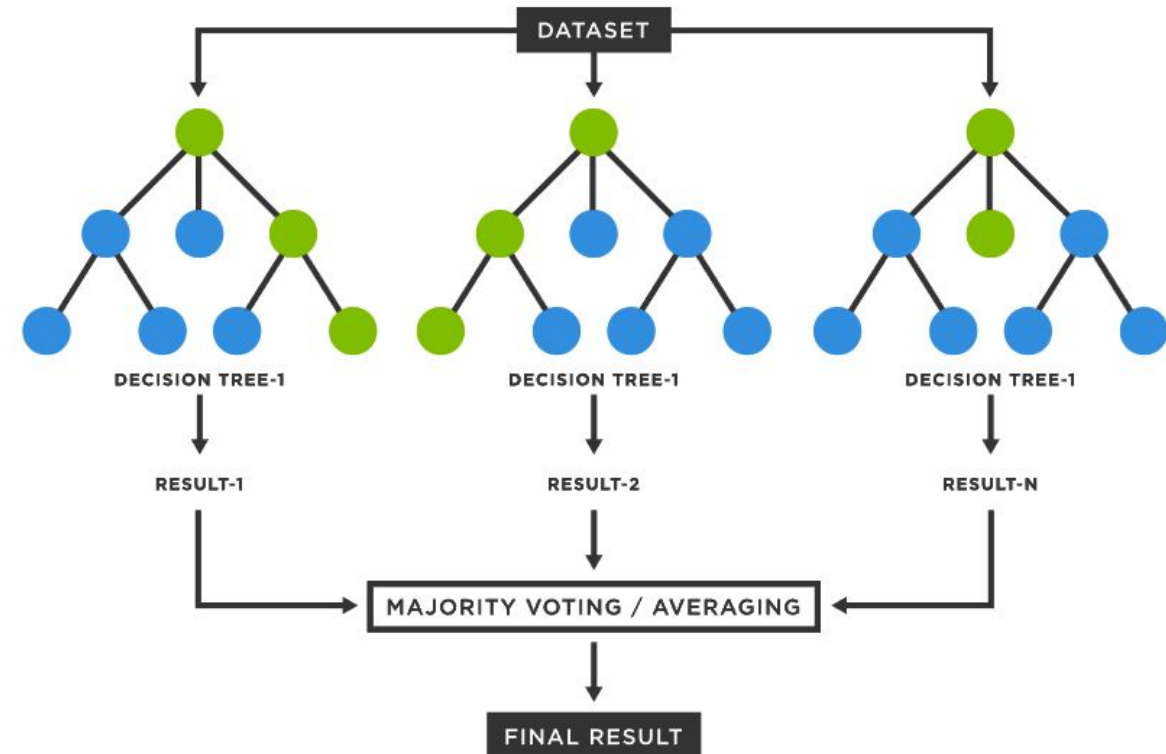 DATASET
DECISION TREE-1
DECISION TREE-1
DECISION TREE-1
RESULT-1
RESULT-2
RESULT-N
MAJORITY VOTING / AVERAGING
FINAL RESULT